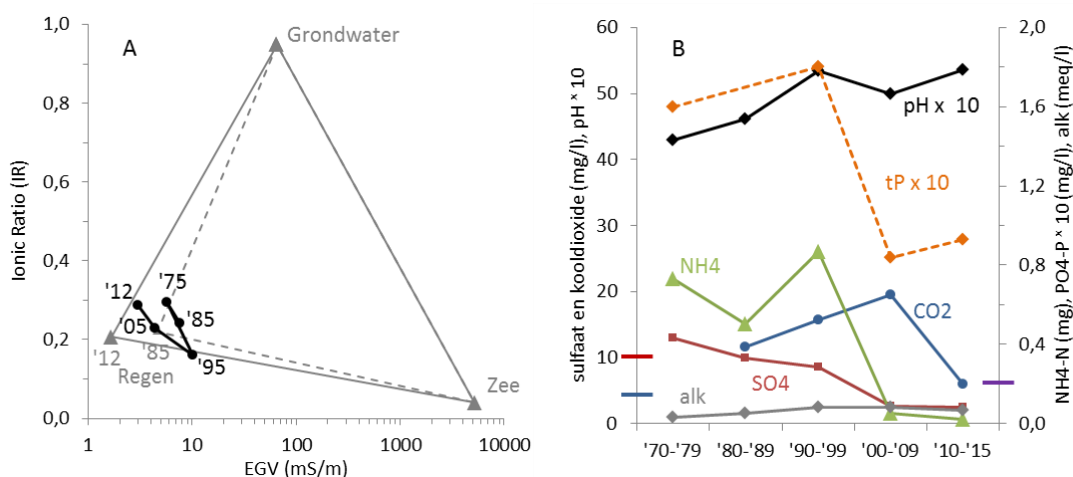 A
Ionic Ratio (IR)
1,0
0,8
0,6
0,4
0,2
0,0
Grondwater
'12
'75
'05
'85
'85
'95
'12
Regen
Zee
1
10
100
1000
10000
EGV (mS/m)
B
sulfaat en kooldioxide (mg/l), pH * 10
60
50
40
30
20
10
0
pH x 10
tP x 10
NH4
CO2
SO4
alk
2,0
1,6
1,2
0,8
0,4
0,0
NH4-N (mg), PO4-P * 10 (mg/l), alk (meq/l)
'70-'79
'80-'89
'90-'99
'00-'09
'10-'15